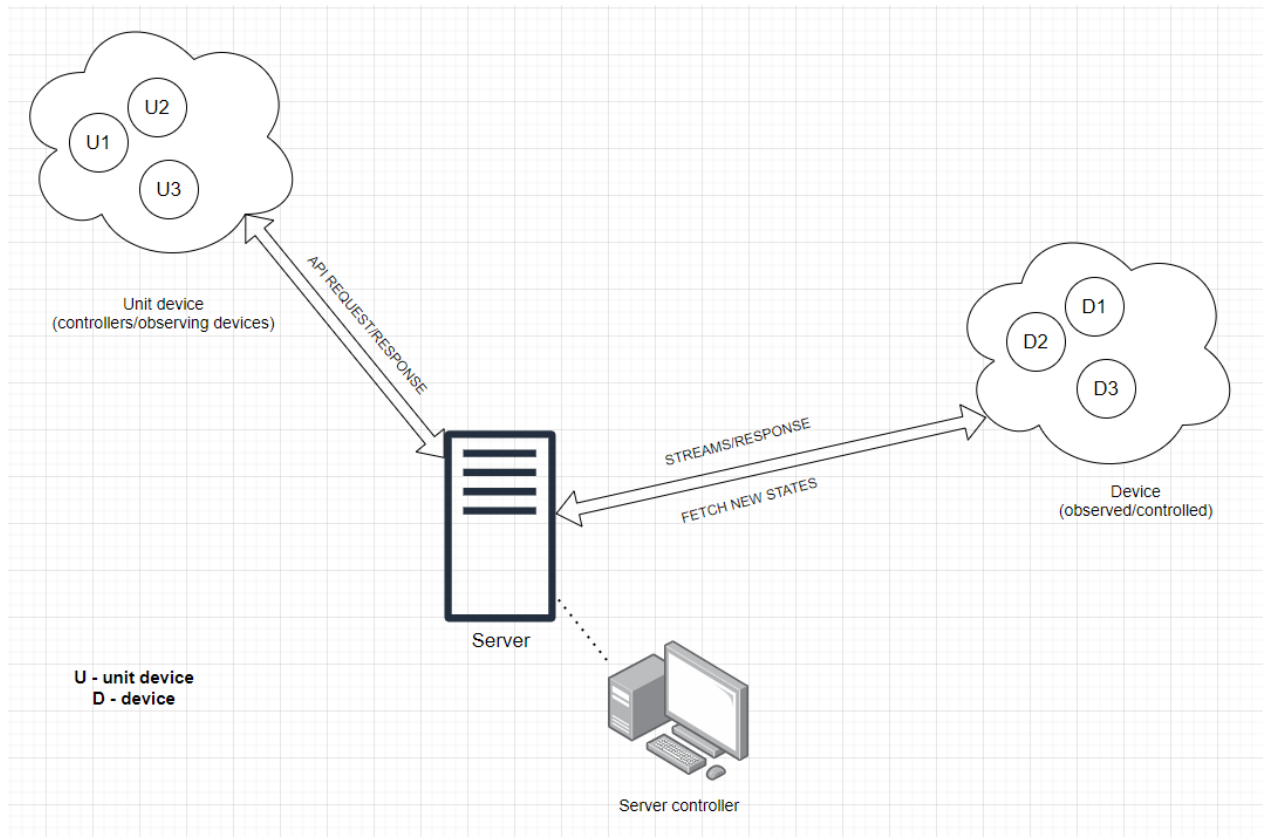 U2
U1
U3
Unit device
(controllers/observing devices)
API REQUEST/RESPONSE
D1
D2
D3
Device
(observed/controlled)
STREAMS/RESPONSE
FETCH NEW STATES
Server
U - unit device
D - device
Server controller